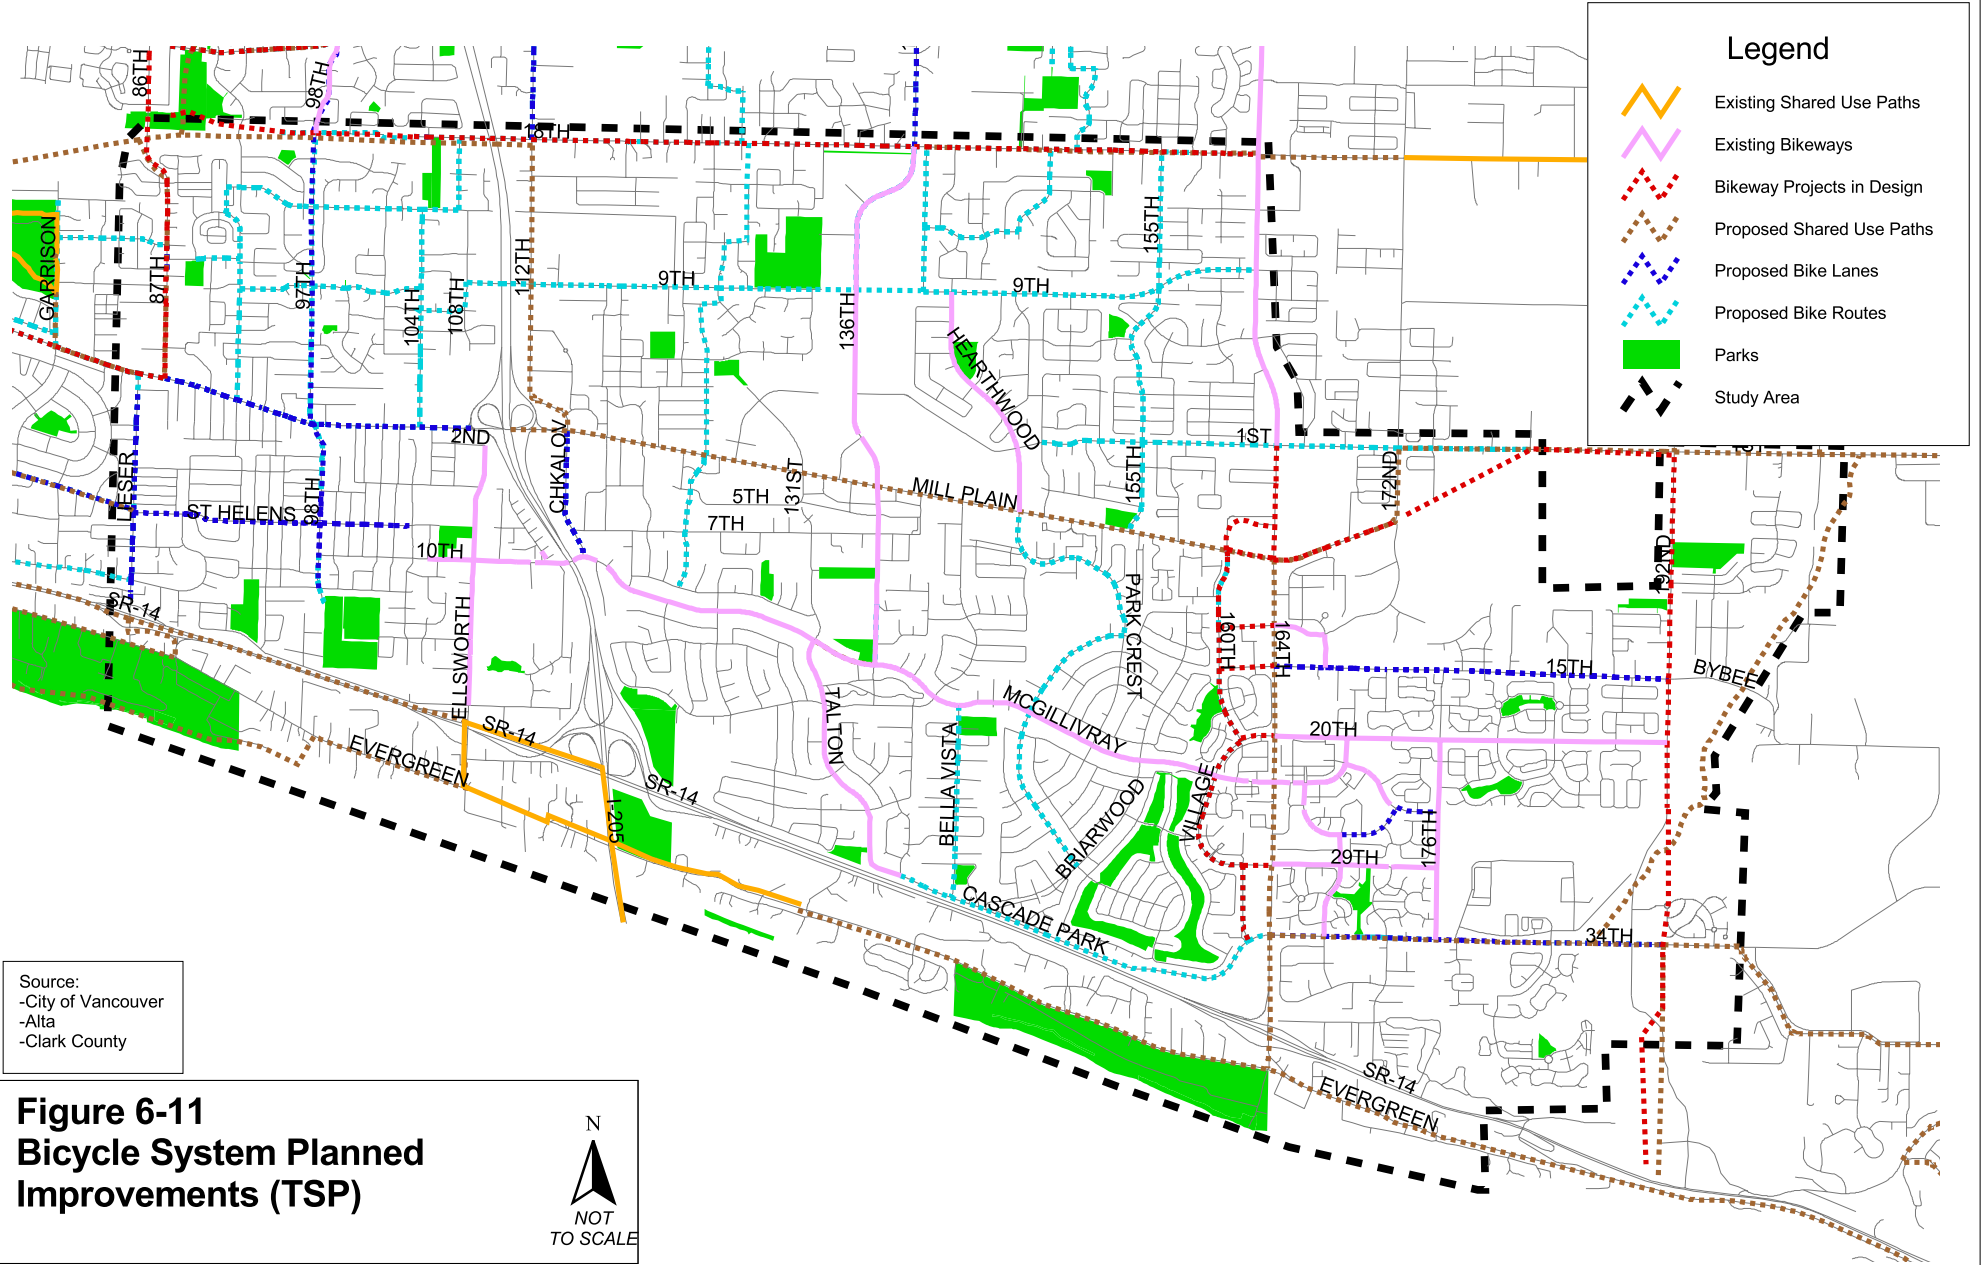 Legend
Existing Shared Use Paths
Existing Bikeways
Bikeway Projects in Design
Proposed Shared Use Paths
Proposed Bike Lanes
Proposed Bike Routes
Parks
Study Area
86TH
98TH
18TH
GARRISON
87TH
97TH
104TH
108TH
112TH
9TH
136TH
9TH
155TH
HEARTHWOOD
2ND
CHKALOV
1ST
ST
LIESER
ST HELENS
98TH
5TH
131ST
7TH
MILL PLAIN
155TH
172ND
10TH
192ND
SR-14
ELLSWORTH
PARK CREST
160TH
164TH
15TH
BYBEE
TALTON
MCGILLIVRAY
20TH
SR-14
EVERGREEN
SR-14
I-205
BELLA VISTA
BRIARWOOD
VILLAGE
29TH
176TH
CASCADE PARK
34TH
SR-14
EVERGREEN
Source:
-City of Vancouver
-Alta
-Clark County
Figure 6-11
Bicycle System Planned
Improvements (TSP)
N
NOT
TO SCALE